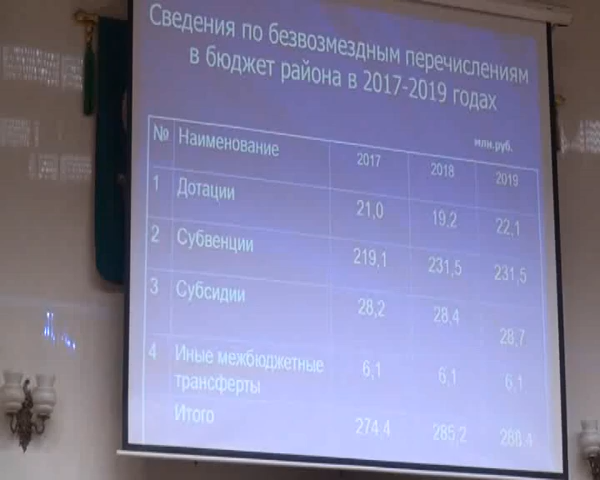 Сведения по безвозмездным перечислениям
в бюджет района в 2017-2019 годах
млн.руб.
№ Наименование 2017 2018 2019
1 Дотации 21,0 19,2 22,1
2 Субвенции 219,1 231,5 231,5
3 Субсидии 28,2 28,4 28,7
4 Иные межбюджетные
трансферты 6,1 6,1 6,1
Итого 274,4 285,2 288,4